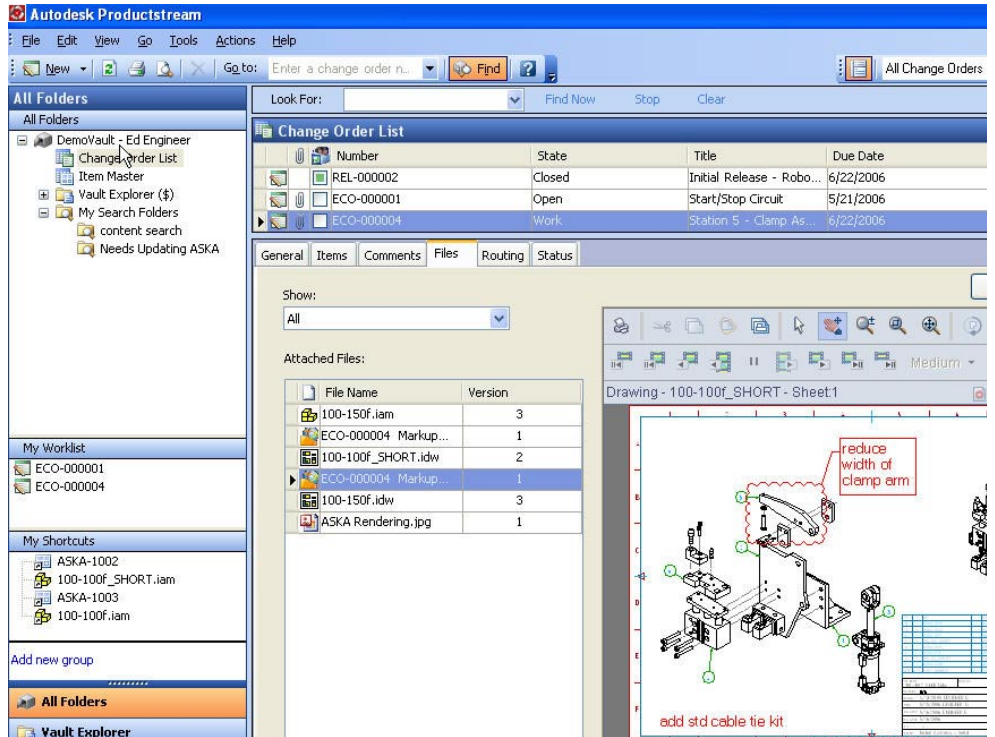 Autodesk Productstream
File Edit View Go Tools Actions Help
New Go to: Enter a change order n... Find All Change Orders
All Folders
All Folders
DemoVault - Ed Engineer
Change Order List
Item Master
Vault Explorer ($)
My Search Folders
content search
Needs Updating ASKA
My Worklist
ECO-000001
ECO-000004
My Shortcuts
ASKA-1002
100-100f_SHORT.iam
ASKA-1003
100-100f.iam
Add new group
All Folders
Vault Explorer
Look For: Find Now Stop Clear
Change Order List
Number State Title Due Date
REL-000002 Closed Initial Release - Robo... 6/22/2006
ECO-000001 Open Start/Stop Circuit 5/21/2006
ECO-000004 Work Station 5 - Clamp As... 6/22/2006
General Items Comments Files Routing Status
Show:
All
Attached Files:
File Name Version
100-150f.iam 3
ECO-000004 Markup... 1
100-100f_SHORT.idw 2
ECO-000004 Markup... 1
100-150f.idw 3
ASKA Rendering.jpg 1
Medium
Drawing - 100-100f_SHORT - Sheet:1
reduce
width of
clamp arm
add std cable tie kit